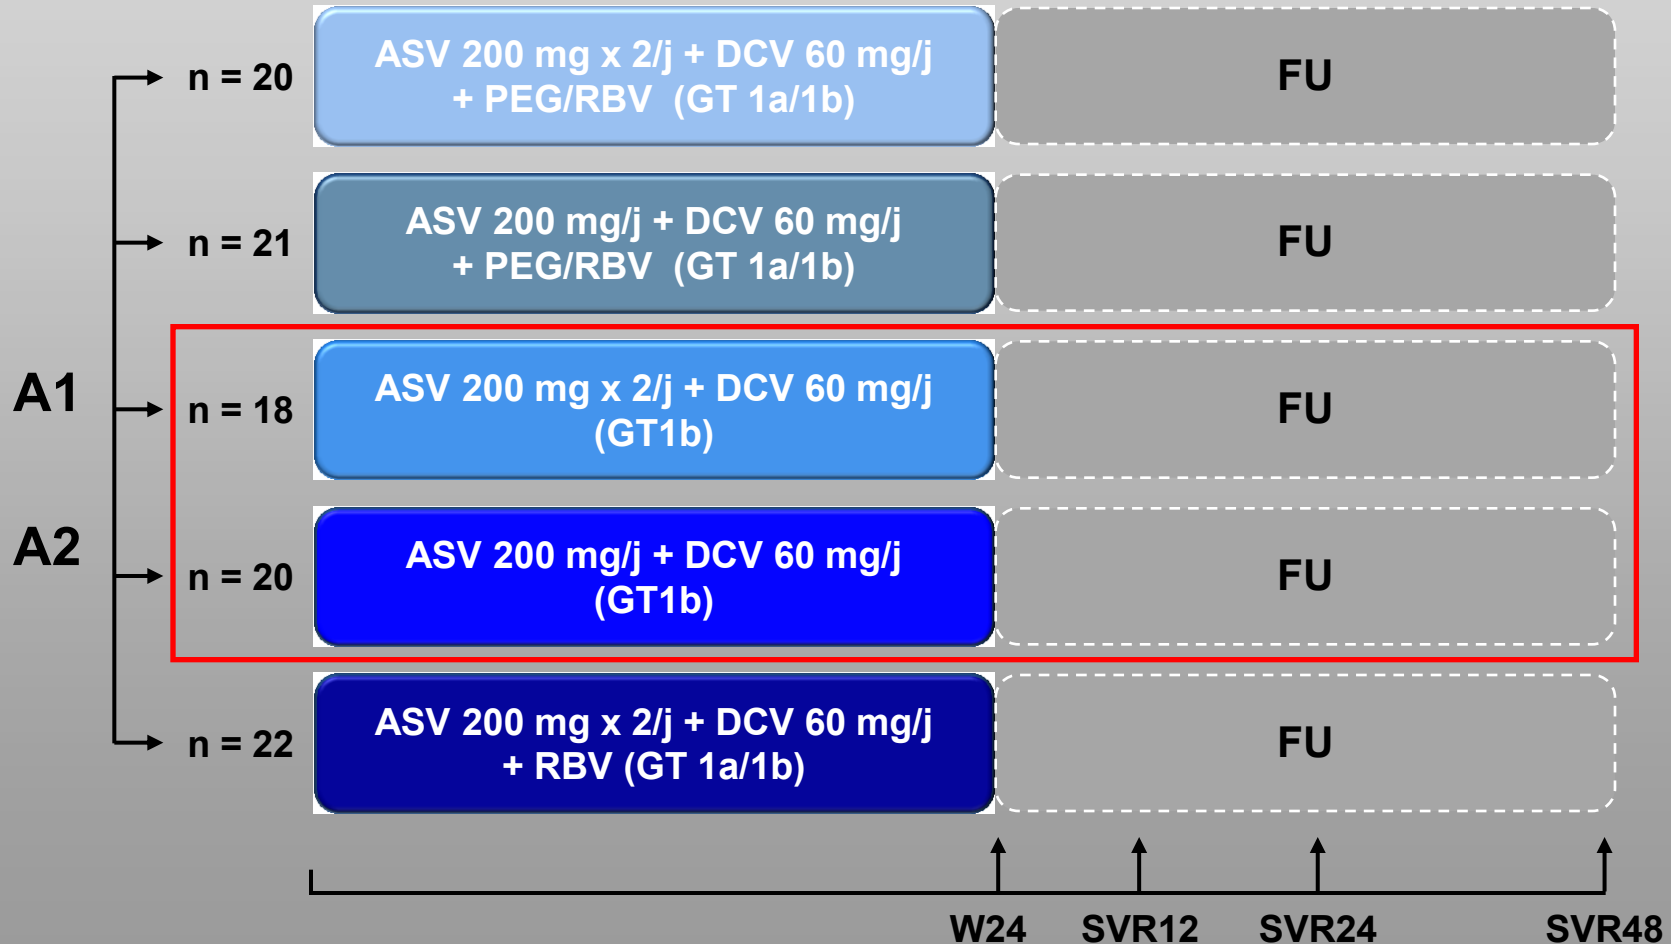 n = 20
ASV 200 mg x 2/j + DCV 60 mg/j
+ PEG/RBV (GT 1a/1b)
FU
n = 21
ASV 200 mg/j + DCV 60 mg/j
+ PEG/RBV (GT 1a/1b)
FU
A1
n = 18
ASV 200 mg x 2/j + DCV 60 mg/j
(GT1b)
FU
A2
n = 20
ASV 200 mg/j + DCV 60 mg/j
(GT1b)
FU
n = 22
ASV 200 mg x 2/j + DCV 60 mg/j
+ RBV (GT 1a/1b)
FU
W24 SVR12 SVR24 SVR48